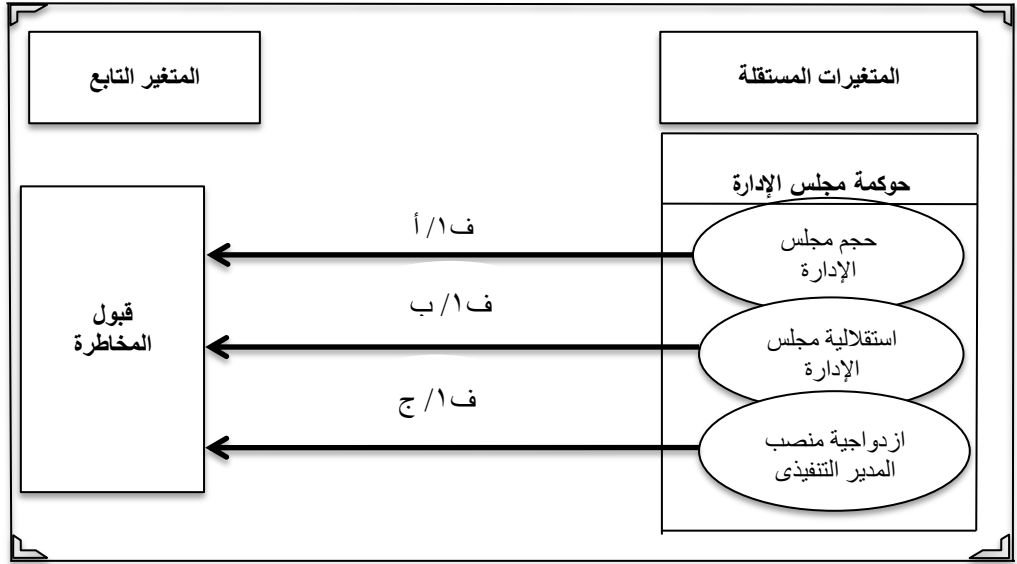 المتغيرات المستقلة
المتغير التابع
حوكمة مجلس الإدارة
حجم مجلس
الإدارة
ف١/ أ
استقلالية مجلس
الإدارة
ف١/ ب
ازدواجية منصب
المدير التنفيذى
ف١/ ج
قبول
المخاطرة